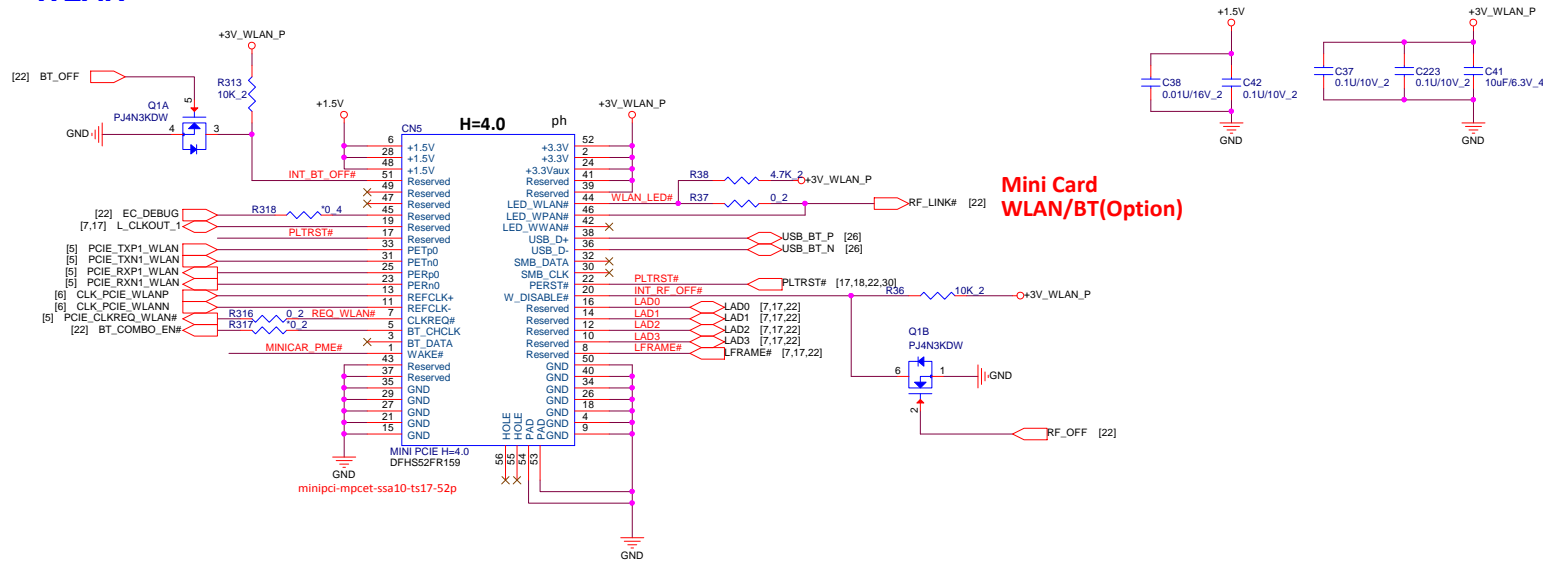 +3V_WLAN_P
[22] BT_OFF
5
R313
10K_2
Q1A
PJ4N3KDW
GND
4
3
+1.5V
CN5
H=4.0
ph
+3V_WLAN_P
6 +1.5V
28 +1.5V
48 +1.5V
INT_BT_OFF# 51 Reserved
49 Reserved
47 Reserved
[22] EC_DEBUG R318 *0_4 45 Reserved
[7,17] L_CLKOUT_1 19 Reserved
PLTRST# 17 Reserved
[5] PCIE_TXP1_WLAN 33 PETp0
[5] PCIE_TXN1_WLAN 31 PETn0
[5] PCIE_RXP1_WLAN 25 PERp0
[5] PCIE_RXN1_WLAN 23 PERn0
[6] CLK_PCIE_WLANP 13 REFCLK+
[6] CLK_PCIE_WLANN 11 REFCLK-
[5] PCIE_CLKREQ_WLAN# R316 0_2 REQ_WLAN# 7 CLKREQ#
[22] BT_COMBO_EN# R317 *0_2 5 BT_CHCLK
3 BT_DATA
MINICAR_PME# 1 WAKE#
43 Reserved
37 Reserved
35 GND
29 GND
27 GND
21 GND
15 GND
GND
+3.3V 52
+3.3V 2
+3.3Vaux 24
Reserved 41
Reserved 39
LED_WLAN# 44 WLAN_LED#
LED_WPAN# 46
LED_WWAN# 42
USB_D+ 38 USB_BT_P [26]
USB_D- 36 USB_BT_N [26]
SMB_DATA 32
SMB_CLK 30
PERST# 22 PLTRST# PLTRST# [17,18,22,30]
W_DISABLE# 20 INT_RF_OFF#
Reserved 16 LAD0 LAD0 [7,17,22]
Reserved 14 LAD1 LAD1 [7,17,22]
Reserved 12 LAD2 LAD2 [7,17,22]
Reserved 10 LAD3 LAD3 [7,17,22]
Reserved 8 LFRAME# LFRAME# [7,17,22]
GND 50
GND 40
GND 34
GND 26
GND 18
GND 4
GND 9
HOLE 56
HOLE 55
PAD 54
PAD 53
MINI PCIE H=4.0
DFHS52FR159
minipci-mpcet-ssa10-ts17-52p
GND
R38 4.7K_2 +3V_WLAN_P
R37 0_2 RF_LINK# [22]
Mini Card
WLAN/BT(Option)
R36 10K_2 +3V_WLAN_P
Q1B
PJ4N3KDW
6
1
GND
2
RF_OFF [22]
+1.5V
C38
0.01U/16V_2
C42
0.1U/10V_2
GND
+3V_WLAN_P
C37
0.1U/10V_2
C223
0.1U/10V_2
C41
10uF/6.3V_4
GND